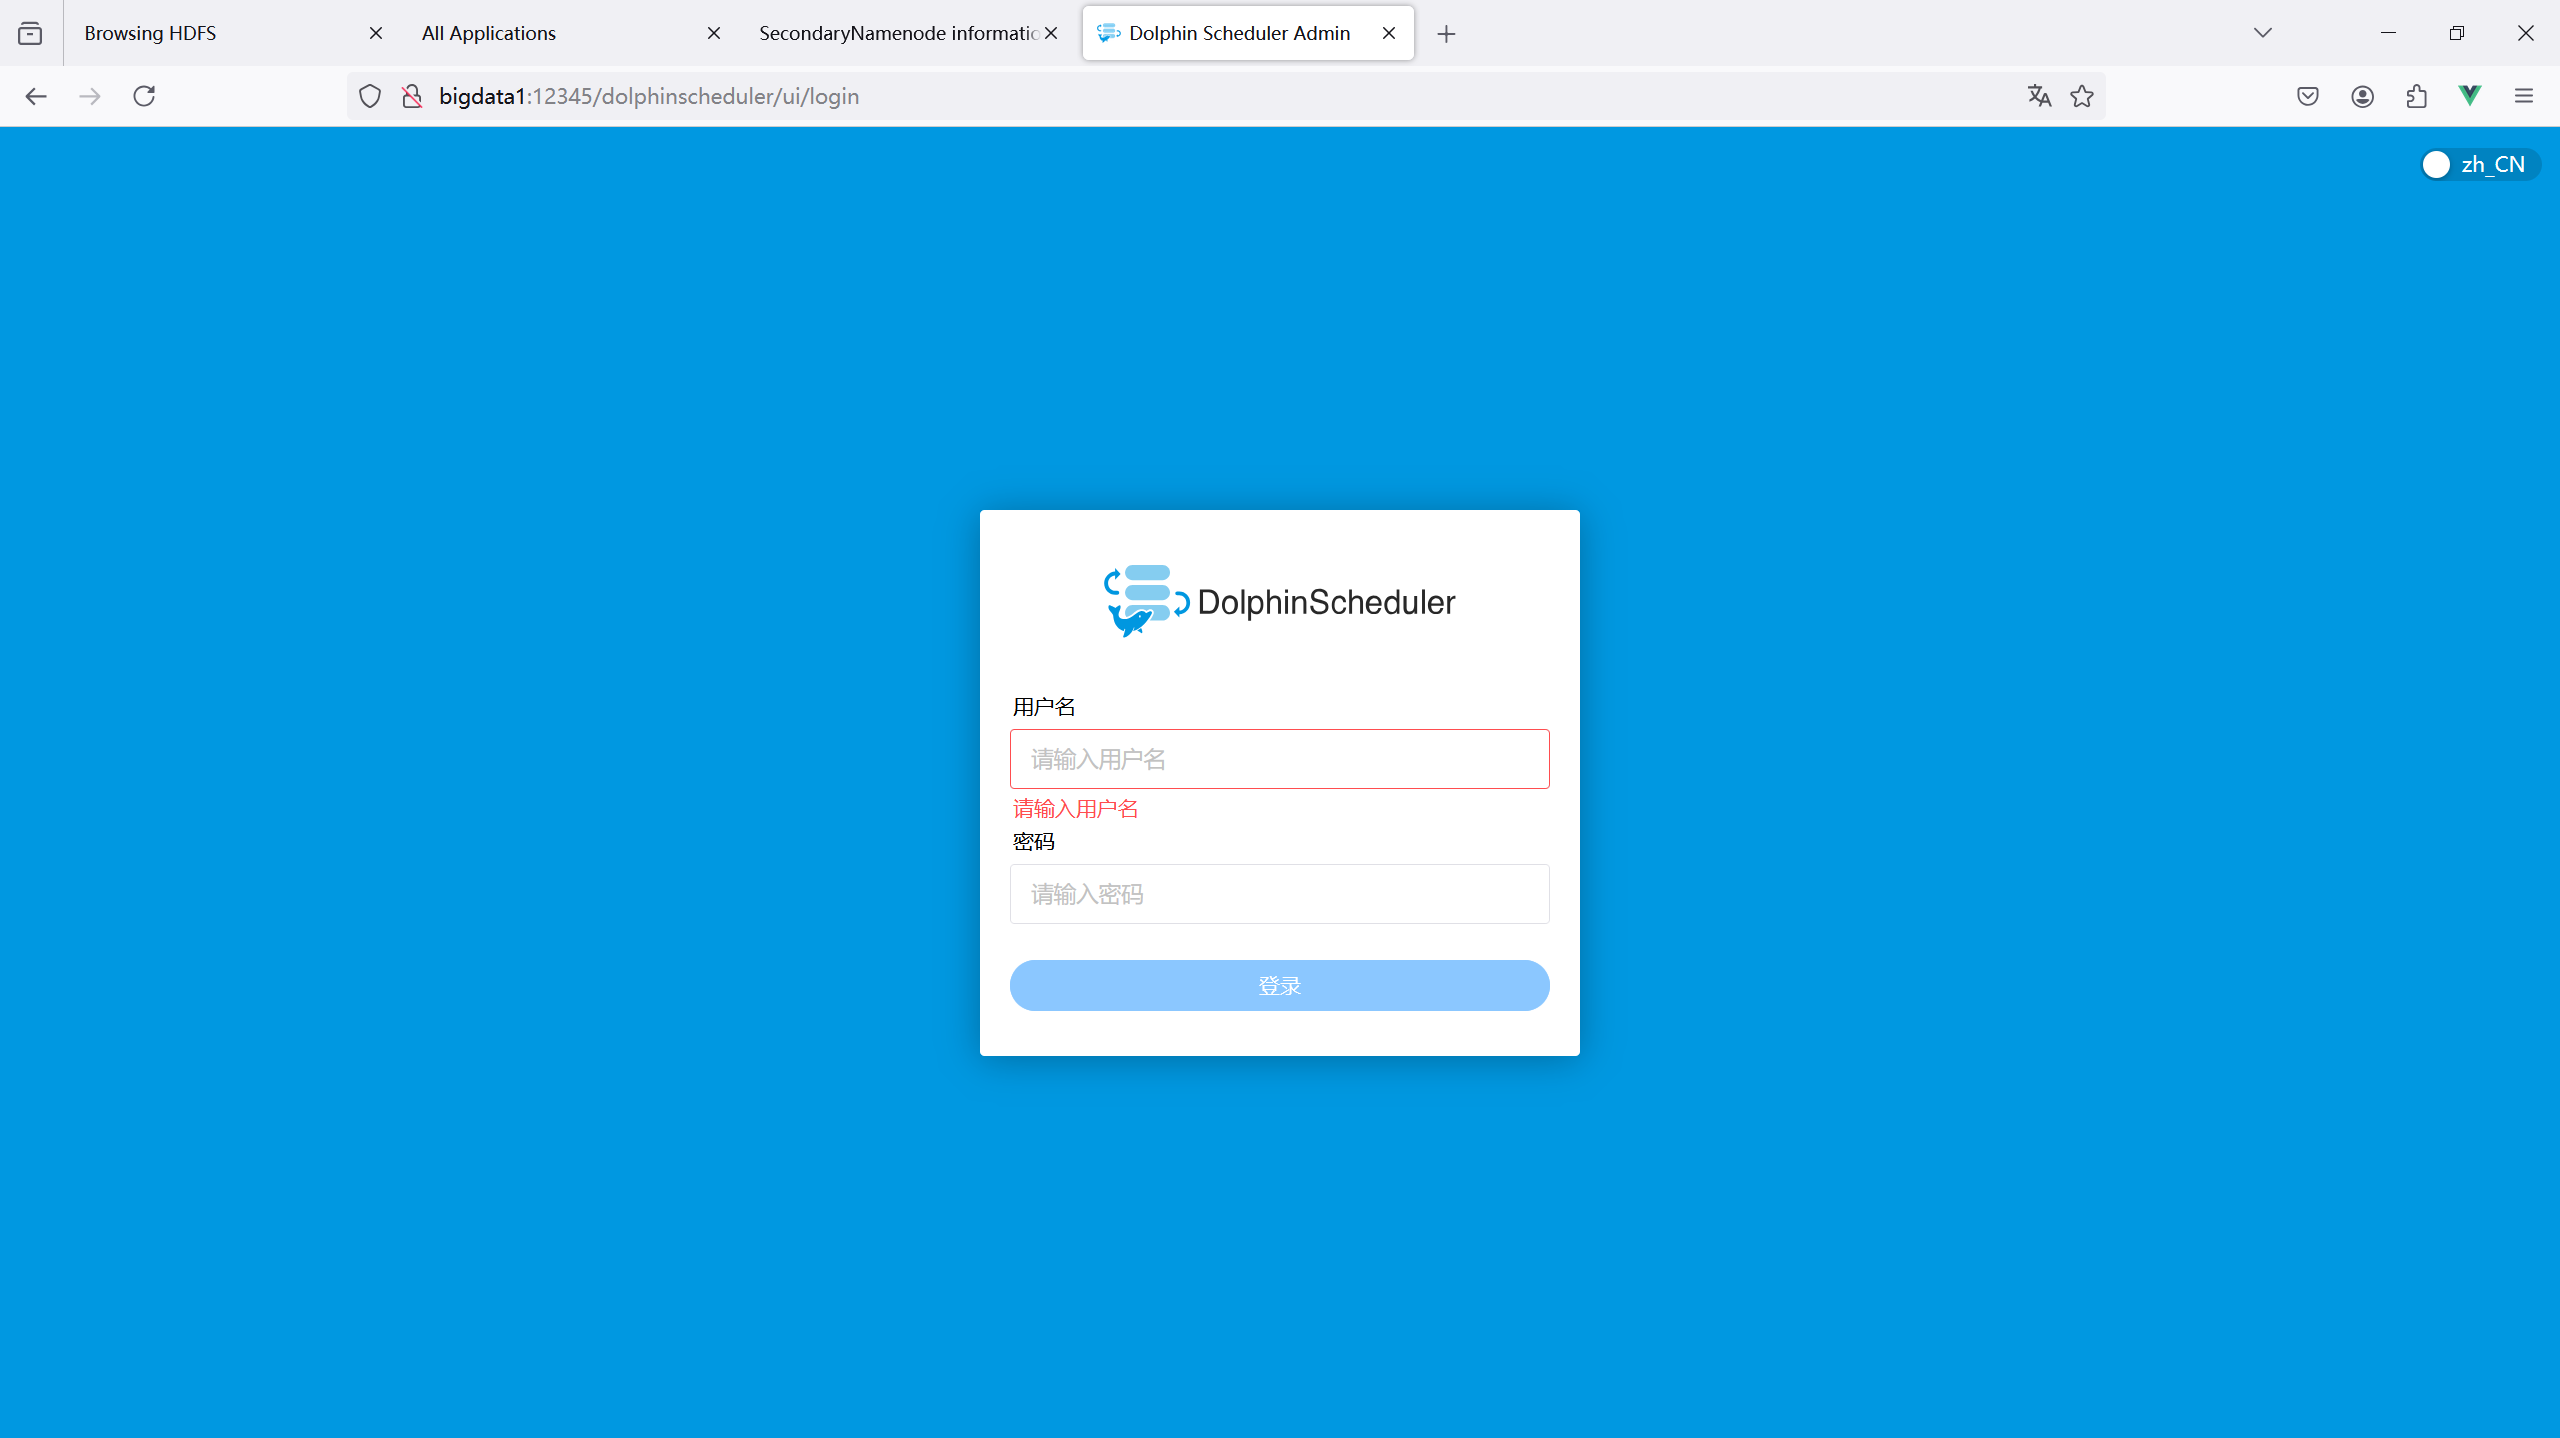 Browsing HDFS
All Applications
SecondaryNamenode informatio
Dolphin Scheduler Admin
bigdata1:12345/dolphinscheduler/ui/login
zh_CN
DolphinScheduler
用户名
请输入用户名
请输入用户名
密码
请输入密码
登录